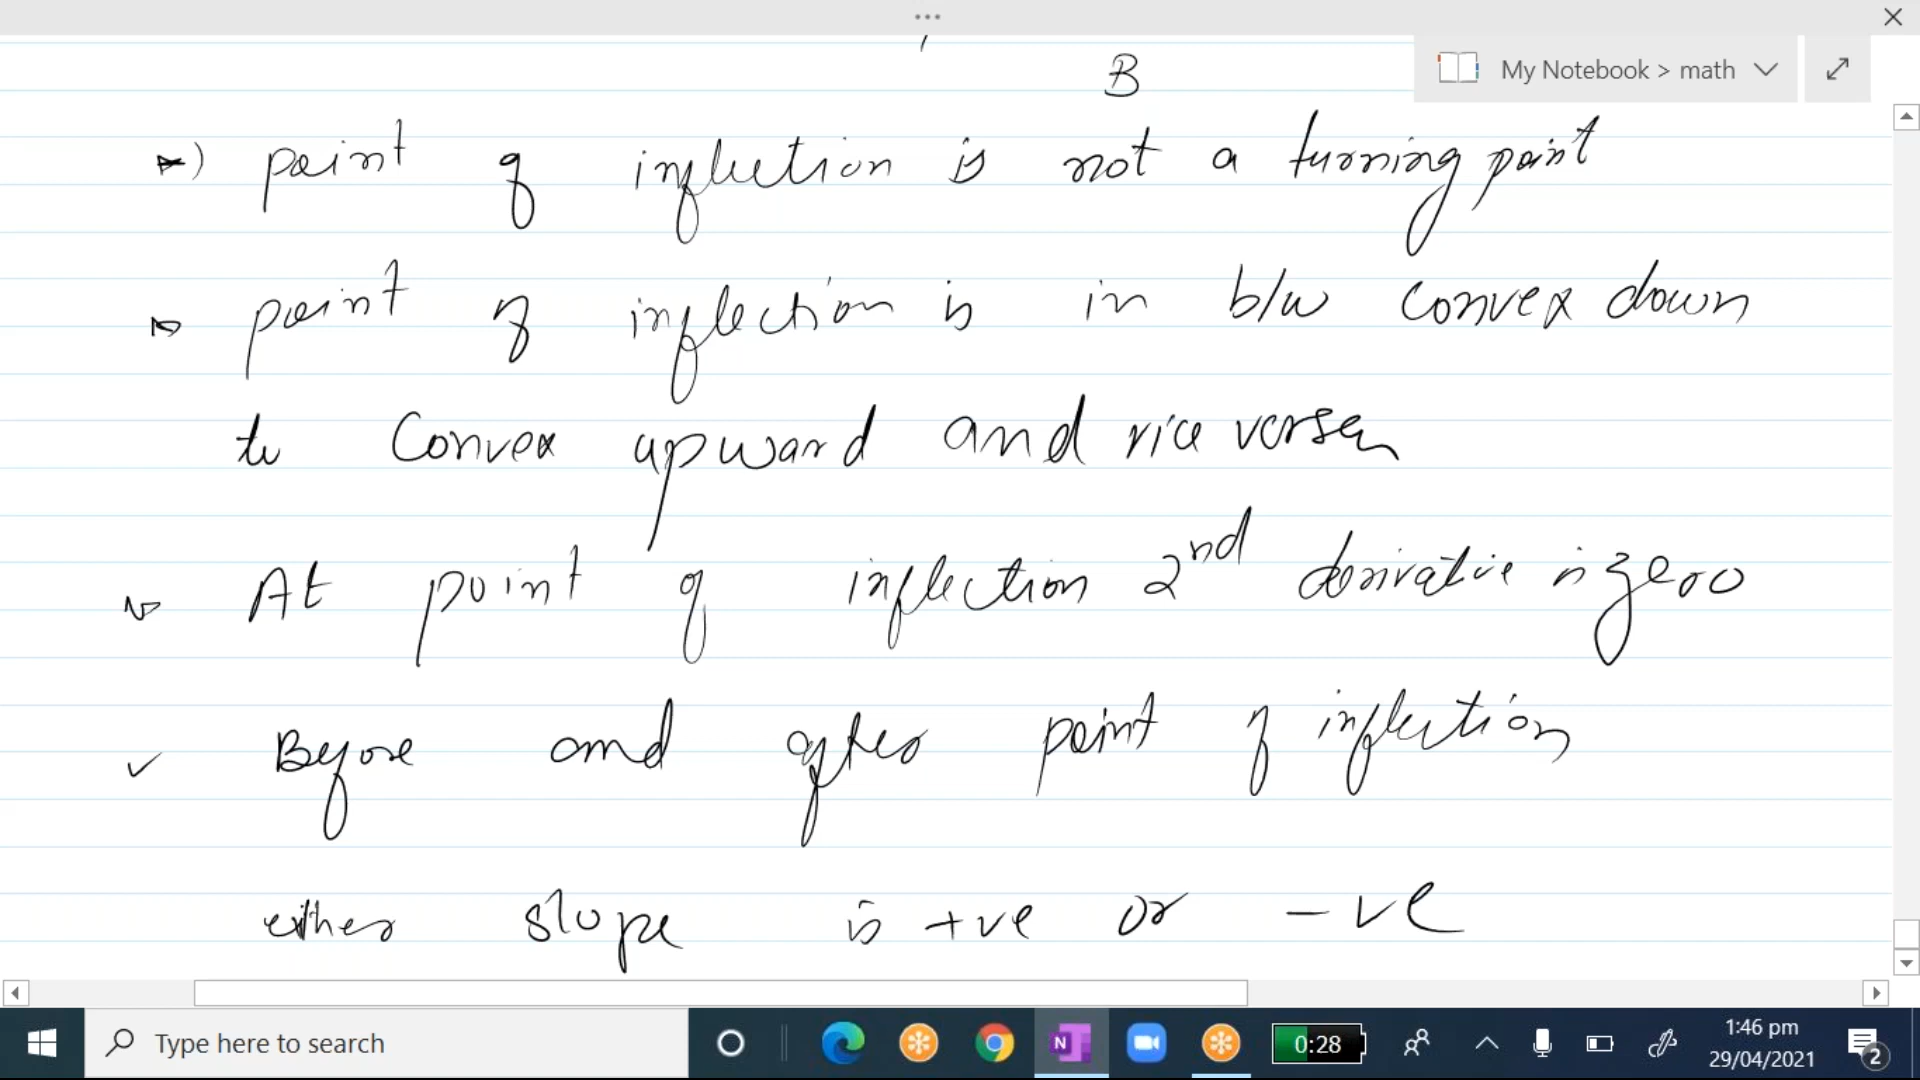 B
My Notebook > math
point of inflection is not a turning point
point of inflection is in b/w convex down
to Convex upward and vice versa
At point of inflection 2nd derivative is zero
Before and after point of inflection
either slope is +ve or -ve
Type here to search
0:28
1:46 pm
29/04/2021
2